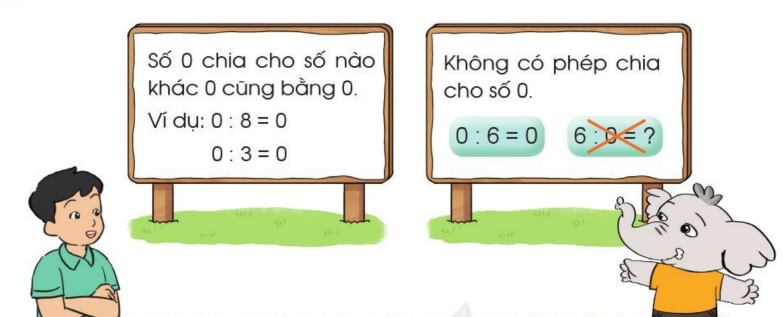 Số 0 chia cho số nào
khác 0 cũng bằng 0.
Ví dụ: 0 : 8 = 0
0 : 3 = 0
Không có phép chia
cho số 0.
0 : 6 = 0
6 : 0 = ?